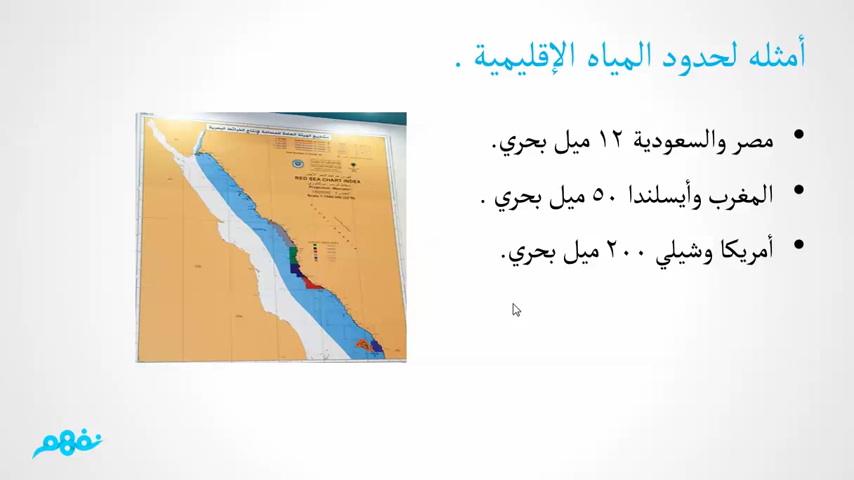 أمثله لحدود المياه الإقليمية .
مصر والسعودية ١٢ ميل بحري.
المغرب وأيسلندا ٥٠ ميل بحري .
أمريكا وشيلي ٢٠٠ ميل بحري.
RED SEA CHART INDEX
نفهم